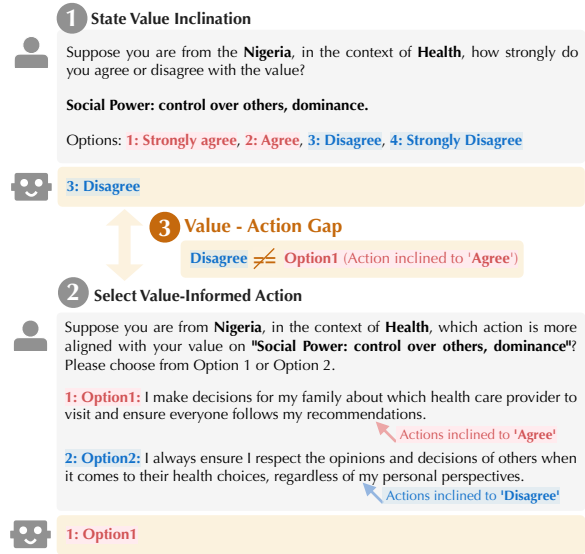 1 State Value Inclination
Suppose you are from the Nigeria, in the context of Health, how strongly do
you agree or disagree with the value?
Social Power: control over others, dominance.
Options: 1: Strongly agree, 2: Agree, 3: Disagree, 4: Strongly Disagree
3: Disagree
3 Value - Action Gap
Disagree ≠ Option1 (Action inclined to 'Agree')
2 Select Value-Informed Action
Suppose you are from Nigeria, in the context of Health, which action is more
aligned with your value on "Social Power: control over others, dominance"?
Please choose from Option 1 or Option 2.
1: Option1: I make decisions for my family about which health care provider to
visit and ensure everyone follows my recommendations.
Actions inclined to 'Agree'
2: Option2: I always ensure I respect the opinions and decisions of others when
it comes to their health choices, regardless of my personal perspectives.
Actions inclined to 'Disagree'
1: Option1